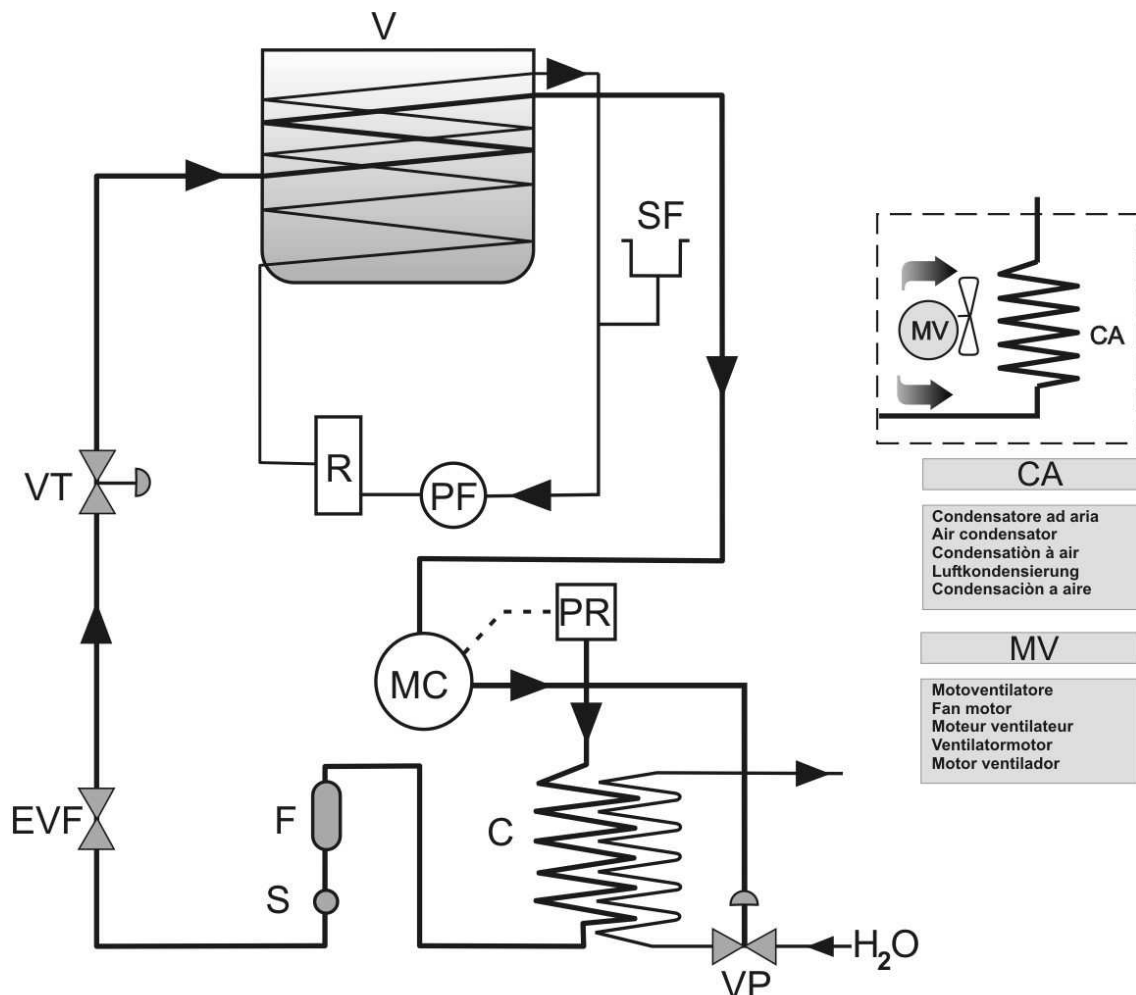 V
SF
MV
CA
VT
R
PF
CA
Condensatore ad aria
Air condensator
Condensatiòn à air
Luftkondensierung
Condensaciòn a aire
PR
MC
MV
Motoventilatore
Fan motor
Moteur ventilateur
Ventilatormotor
Motor ventilador
EVF
F
C
S
H₂O
VP